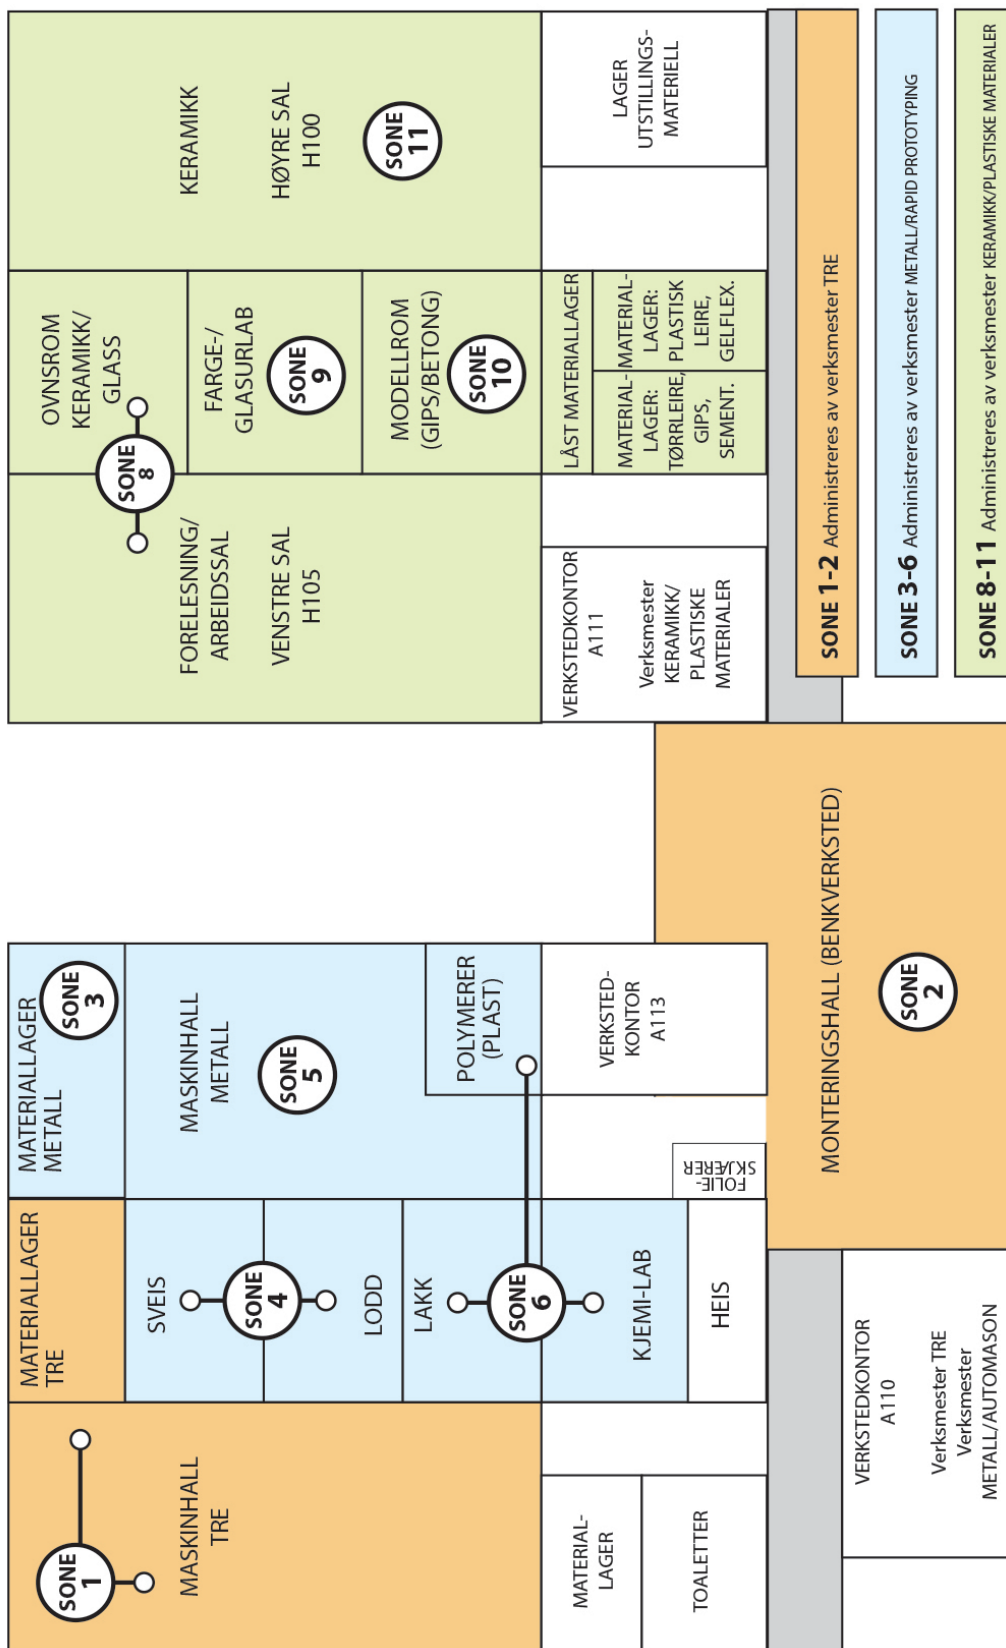 MASKINHALL
TRE
SONE
1
MATERIALLAGER
TRE
SVEIS
SONE
4
LODD
LAKK
SONE
6
KJEMI-LAB
HEIS
MATERIALLAGER
METALL
SONE
3
MASKINHALL
METALL
SONE
5
POLYMERER
(PLAST)
VERKSTED-
KONTOR
A113
FOLIE-
SKJÆRER
MATERIAL-
LAGER
TOALETTER
VERKSTEDKONTOR
A110
Verksmester TRE
Verksmester
METALL/AUTOMASON
MONTERINGSHALL (BENKVERKSTED)
SONE
2
FORELESNING/
ARBEIDSSAL
VENSTRE SAL
H105
SONE
8
OVNSROM
KERAMIKK/
GLASS
FARGE-/
GLASURLAB
SONE
9
MODELLROM
(GIPS/BETONG)
SONE
10
KERAMIKK
HØYRE SAL
H100
SONE
11
VERKSTEDKONTOR
A111
Verksmester
KERAMIKK/
PLASTISKE
MATERIALER
LÅST MATERIALLAGER
MATERIAL-
LAGER:
TØRRLEIRE,
GIPS,
SEMENT.
MATERIAL-
LAGER:
PLASTISK
LEIRE,
GELFLEX.
LAGER
UTSTILLINGS-
MATERIELL
SONE 1-2 Administreres av verksmester TRE
SONE 3-6 Administreres av verksmester METALL/RAPID PROTOTYPING
SONE 8-11 Administreres av verksmester KERAMIKK/PLASTISKE MATERIALER